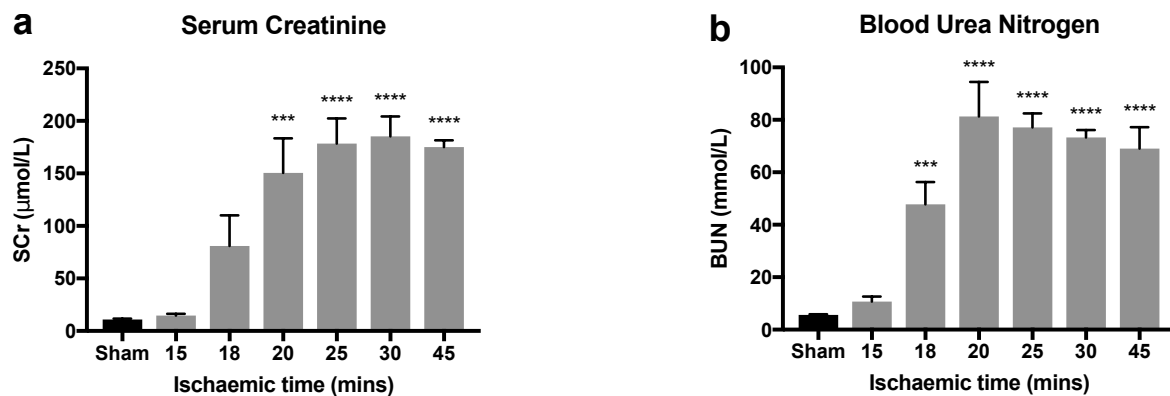 a
Serum Creatinine
SCr (µmol/L)
250
200
150
100
50
0
***
****
****
****
Sham 15 18 20 25 30 45
Ischaemic time (mins)
b
Blood Urea Nitrogen
BUN (mmol/L)
100
80
60
40
20
0
***
****
****
****
****
Sham 15 18 20 25 30 45
Ischaemic time (mins)